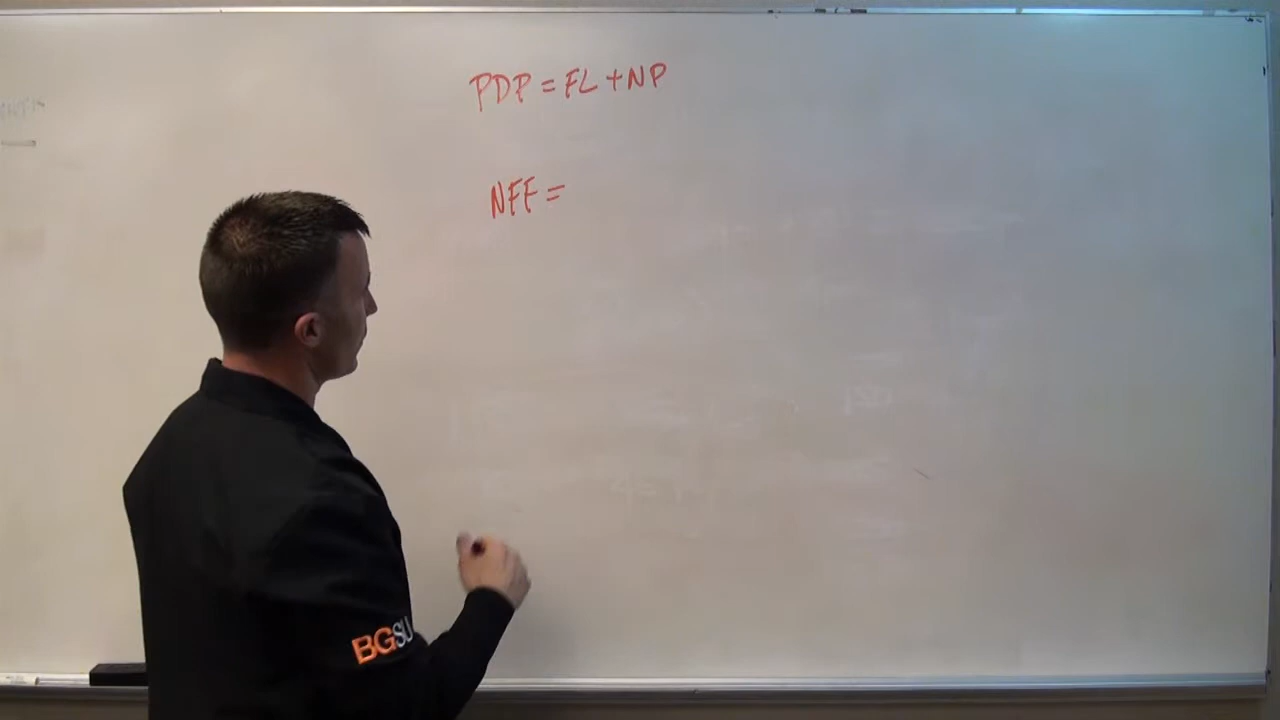 PDP = FL + NP
NFF =
BGSU